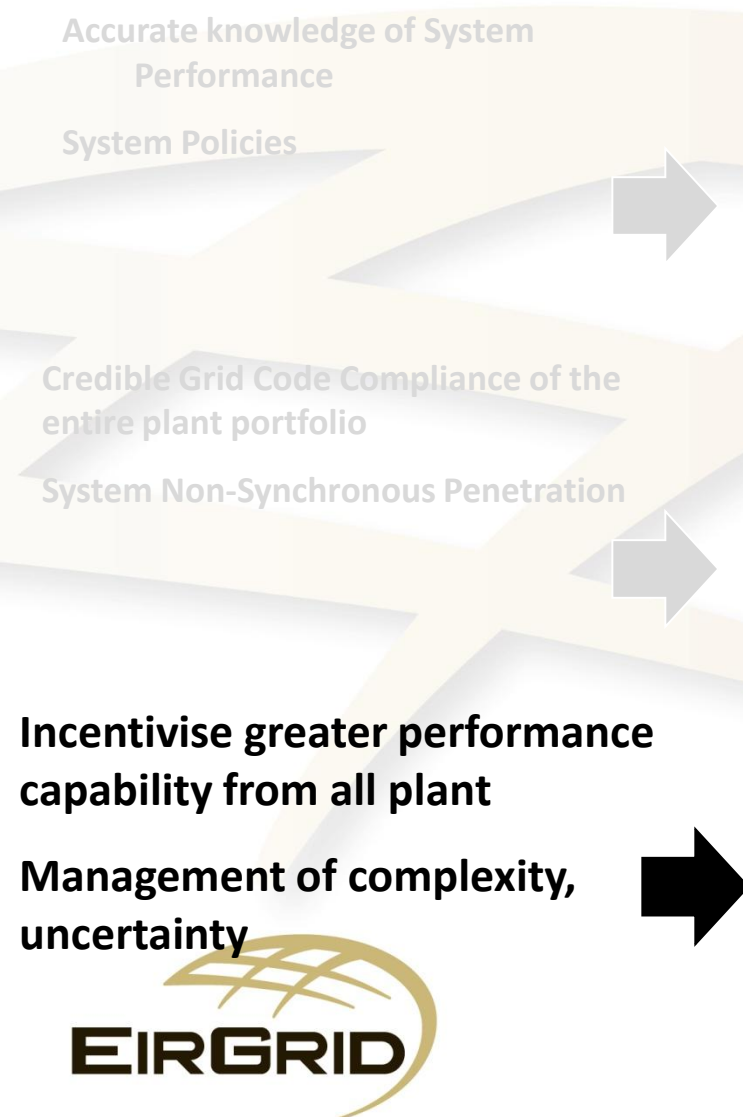 Accurate knowledge of System
Performance
System Policies
Credible Grid Code Compliance of the
entire plant portfolio
System Non-Synchronous Penetration
Incentivise greater performance
capability from all plant
Management of complexity,
uncertainty
EIRGRID